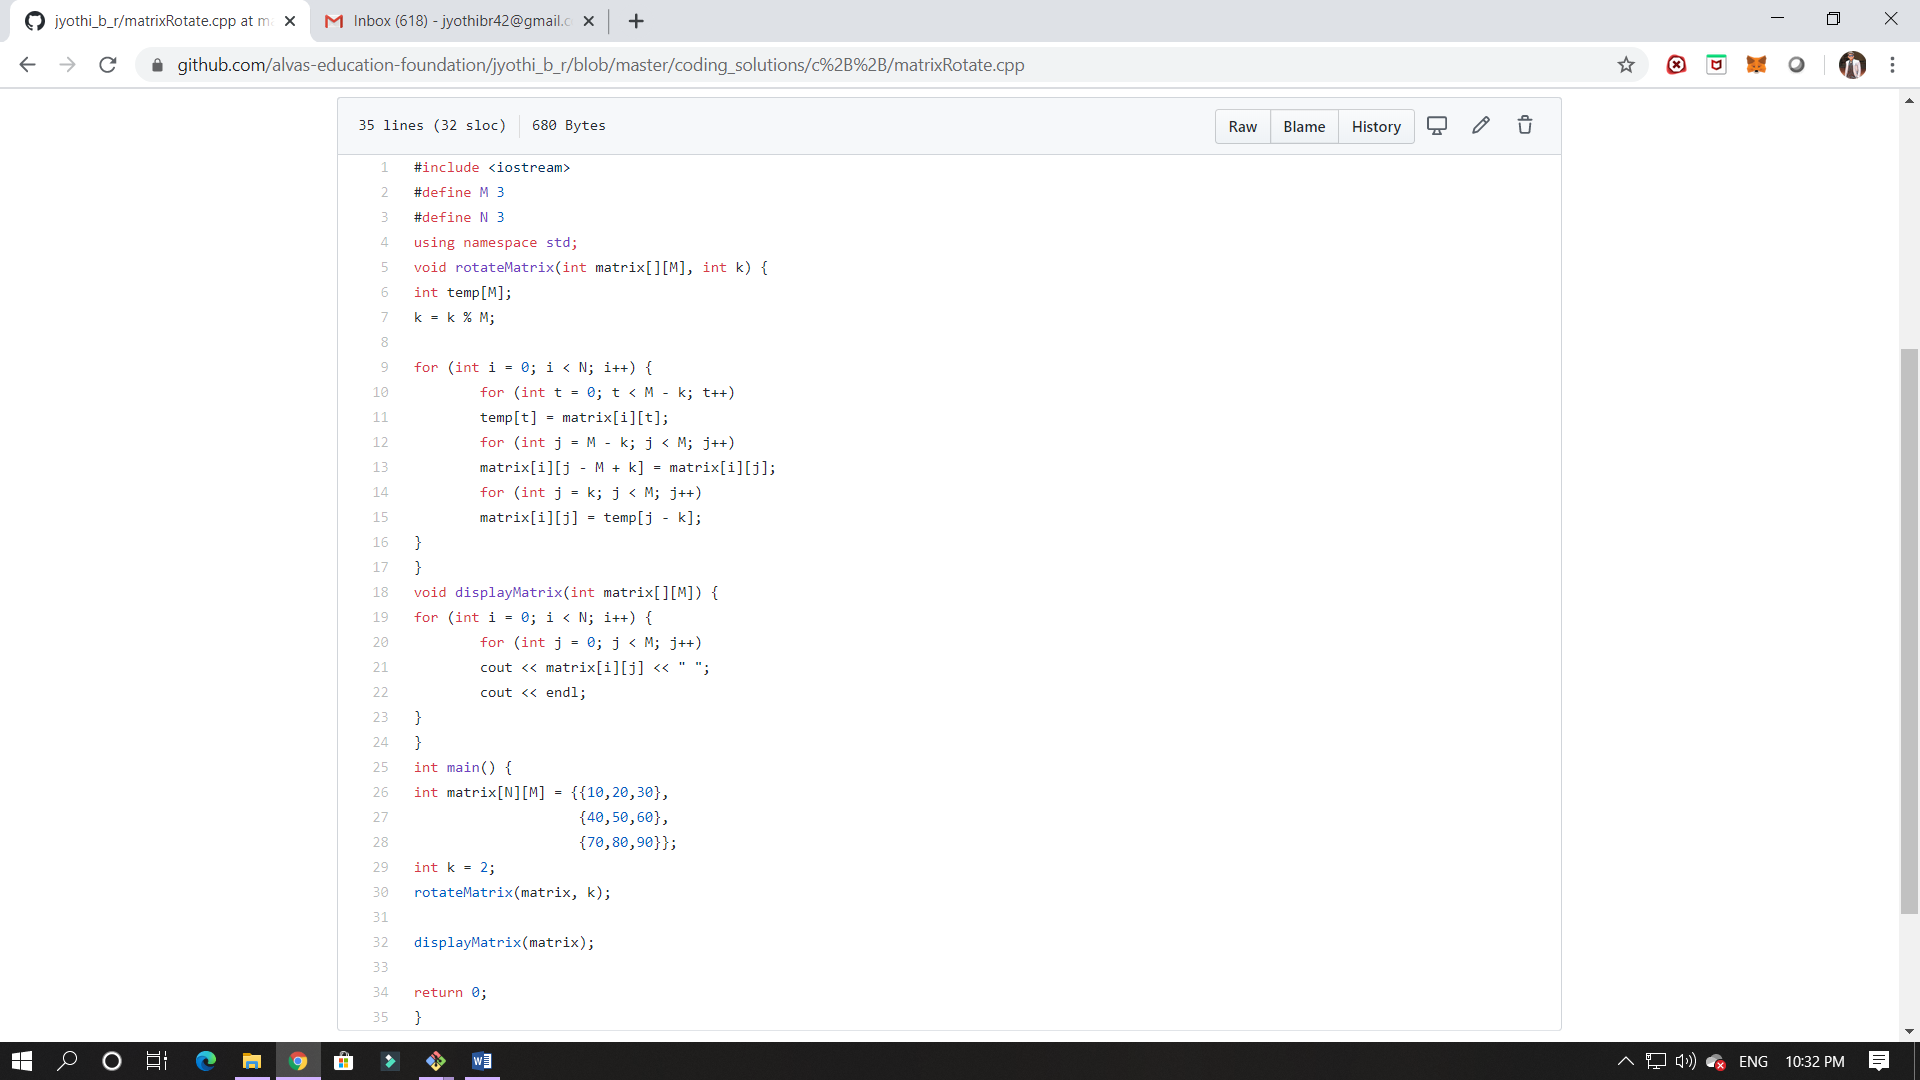 jyothi_b_r/matrixRotate.cpp at m
Inbox (618) - jyothibr42@gmail.c
github.com/alvas-education-foundation/jyothi_b_r/blob/master/coding_solutions/c%2B%2B/matrixRotate.cpp
35 lines (32 sloc) 680 Bytes Raw Blame History
1 #include <iostream>
2 #define M 3
3 #define N 3
4 using namespace std;
5 void rotateMatrix(int matrix[][M], int k) {
6 int temp[M];
7 k = k % M;
8
9 for (int i = 0; i < N; i++) {
10 for (int t = 0; t < M - k; t++)
11 temp[t] = matrix[i][t];
12 for (int j = M - k; j < M; j++)
13 matrix[i][j - M + k] = matrix[i][j];
14 for (int j = k; j < M; j++)
15 matrix[i][j] = temp[j - k];
16 }
17 }
18 void displayMatrix(int matrix[][M]) {
19 for (int i = 0; i < N; i++) {
20 for (int j = 0; j < M; j++)
21 cout << matrix[i][j] << " ";
22 cout << endl;
23 }
24 }
25 int main() {
26 int matrix[N][M] = {{10,20,30},
27 {40,50,60},
28 {70,80,90}};
29 int k = 2;
30 rotateMatrix(matrix, k);
31
32 displayMatrix(matrix);
33
34 return 0;
35 }
ENG 10:32 PM